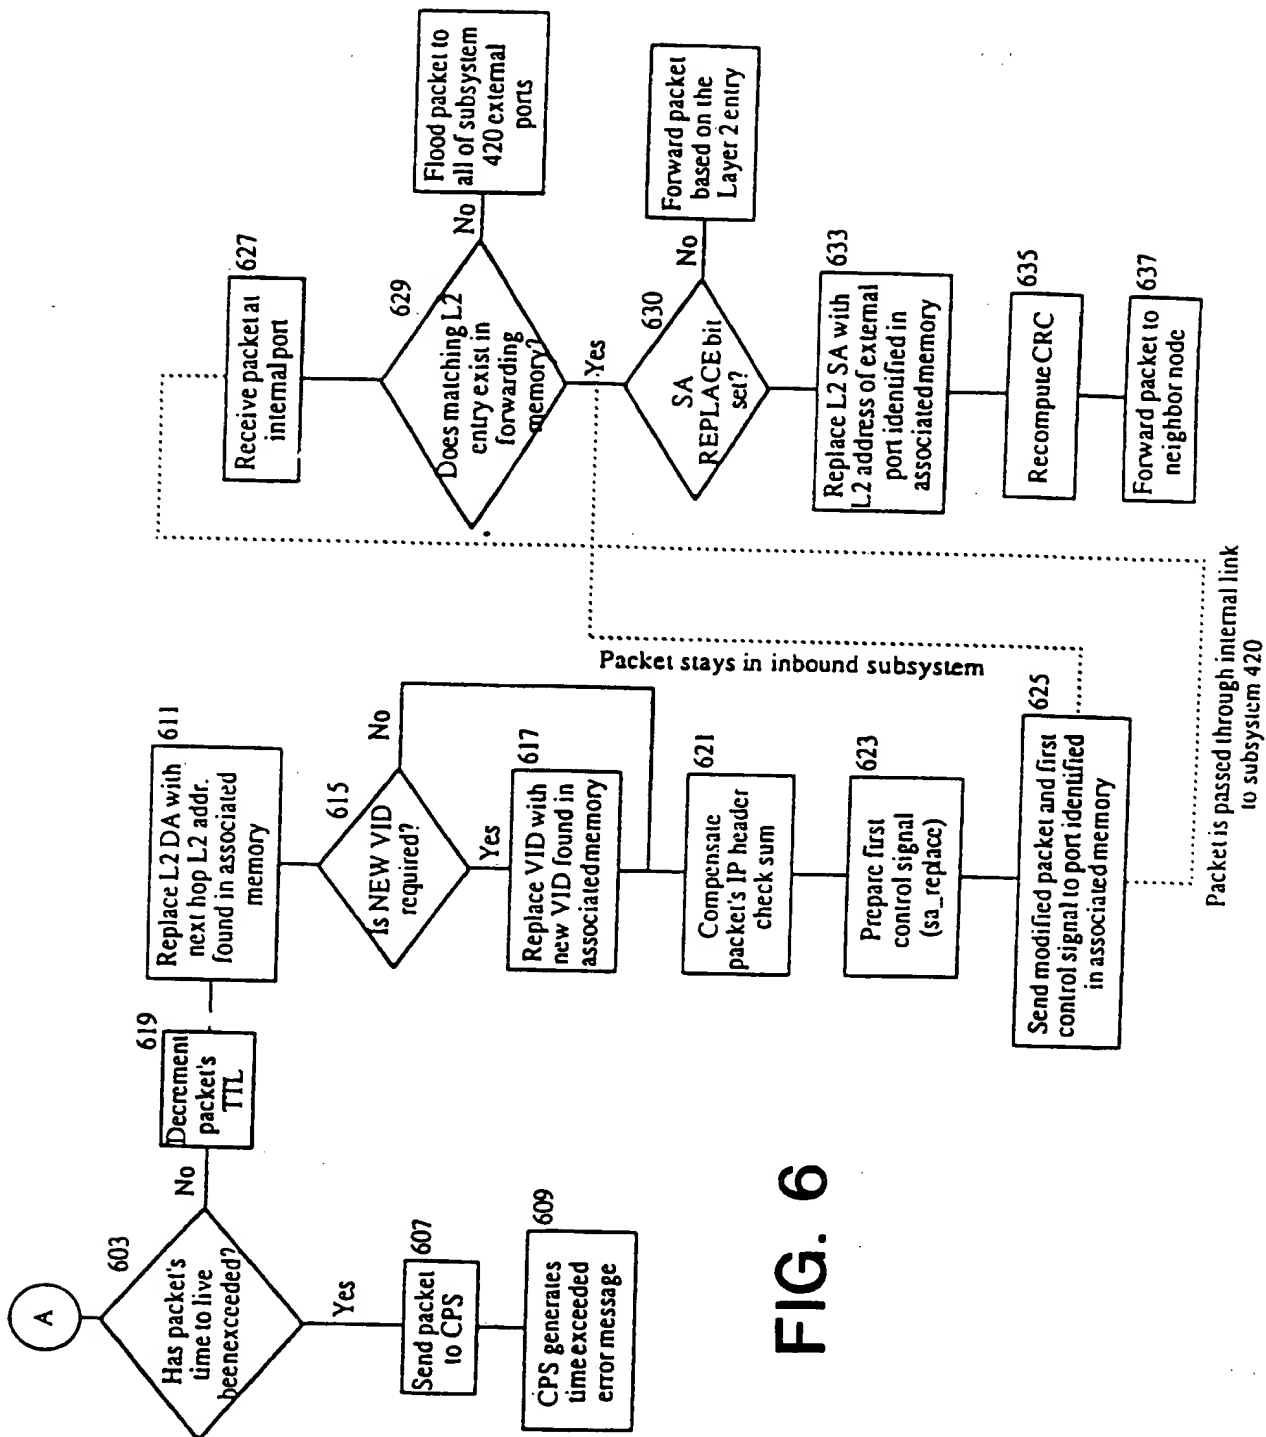 A
603
Has packet's
time to live
been exceeded?
Yes
No
607
Send packet
to CPS
609
CPS generates
time exceeded
error message
619
Decrement
packet's
TTL
611
Replace L2 DA with
next hop L2 addr.
found in associated
memory
615
Is NEW VID
required?
No
Yes
617
Replace VID with
new VID found in
associated memory
621
Compensate
packet's IP header
check sum
623
Prepare first
control signal
(sa_replace)
625
Send modified packet and first
control signal to port identified
in associated memory
Packet stays in inbound subsystem
Packet is passed through internal link
to subsystem 420
627
Receive packet at
internal port
629
Does matching L2
entry exist in
forwarding
memory?
No
Flood packet to
all of subsystem
420 external
ports
Yes
630
SA
REPLACE bit
set?
No
Forward packet
based on the
Layer 2 entry
633
Replace L2 SA with
L2 address of external
port identified in
associated memory
635
Recompute CRC
637
Forward packet to
neighbor node
FIG. 6